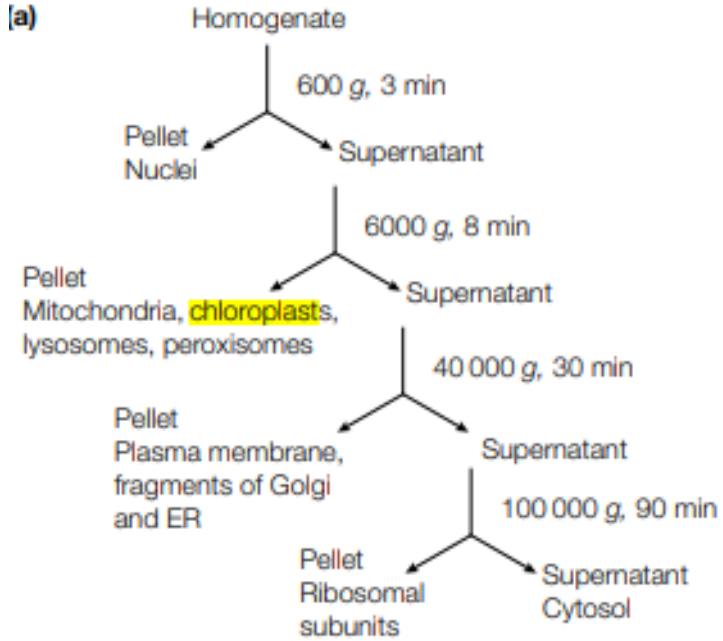 (a)
Homogenate
600 g, 3 min
Pellet
Nuclei
Supernatant
6000 g, 8 min
Pellet
Mitochondria, chloroplasts,
lysosomes, peroxisomes
Supernatant
40 000 g, 30 min
Pellet
Plasma membrane,
fragments of Golgi
and ER
Supernatant
100 000 g, 90 min
Pellet
Ribosomal
subunits
Supernatant
Cytosol